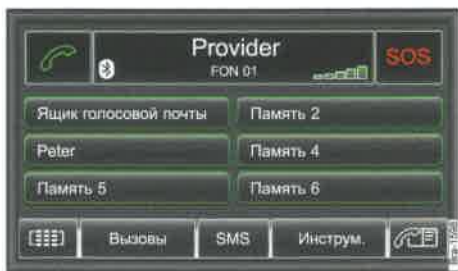 Provider
FON 01
SOS
Ящик голосовой почты
Память 2
Peter
Память 4
Память 5
Память 6
Вызовы
SMS
Инструм.